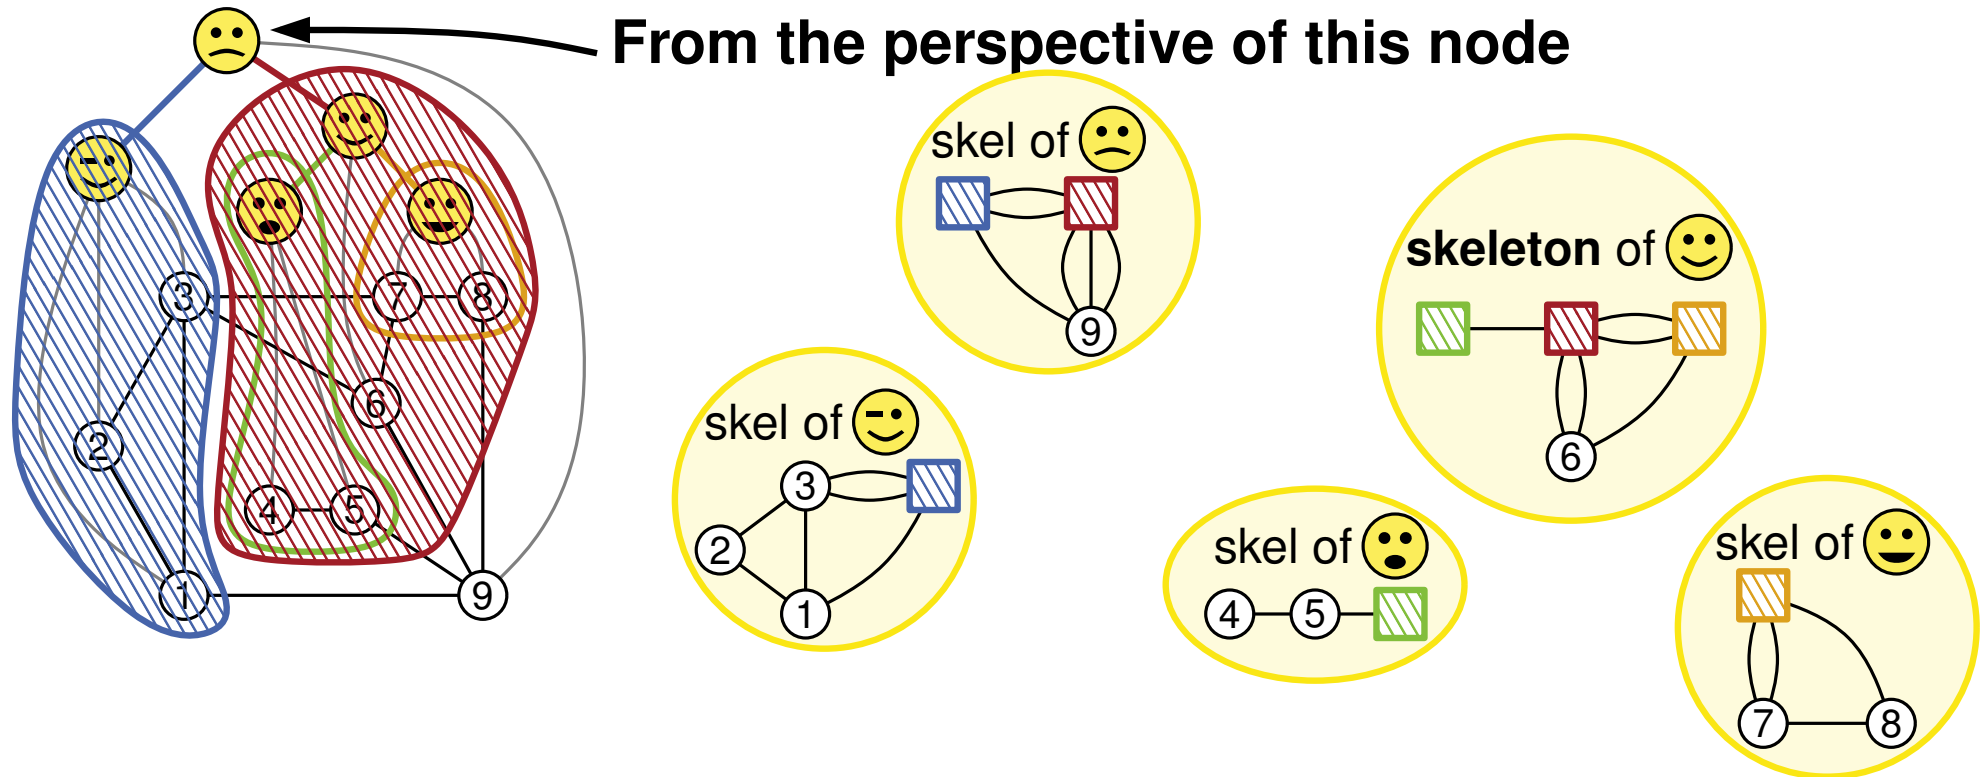 From the perspective of this node
skel of
9
skeleton of
6
skel of
3
2
1
skel of
4 5
skel of
7 8
3 7 8
6
2
4 5
1 9